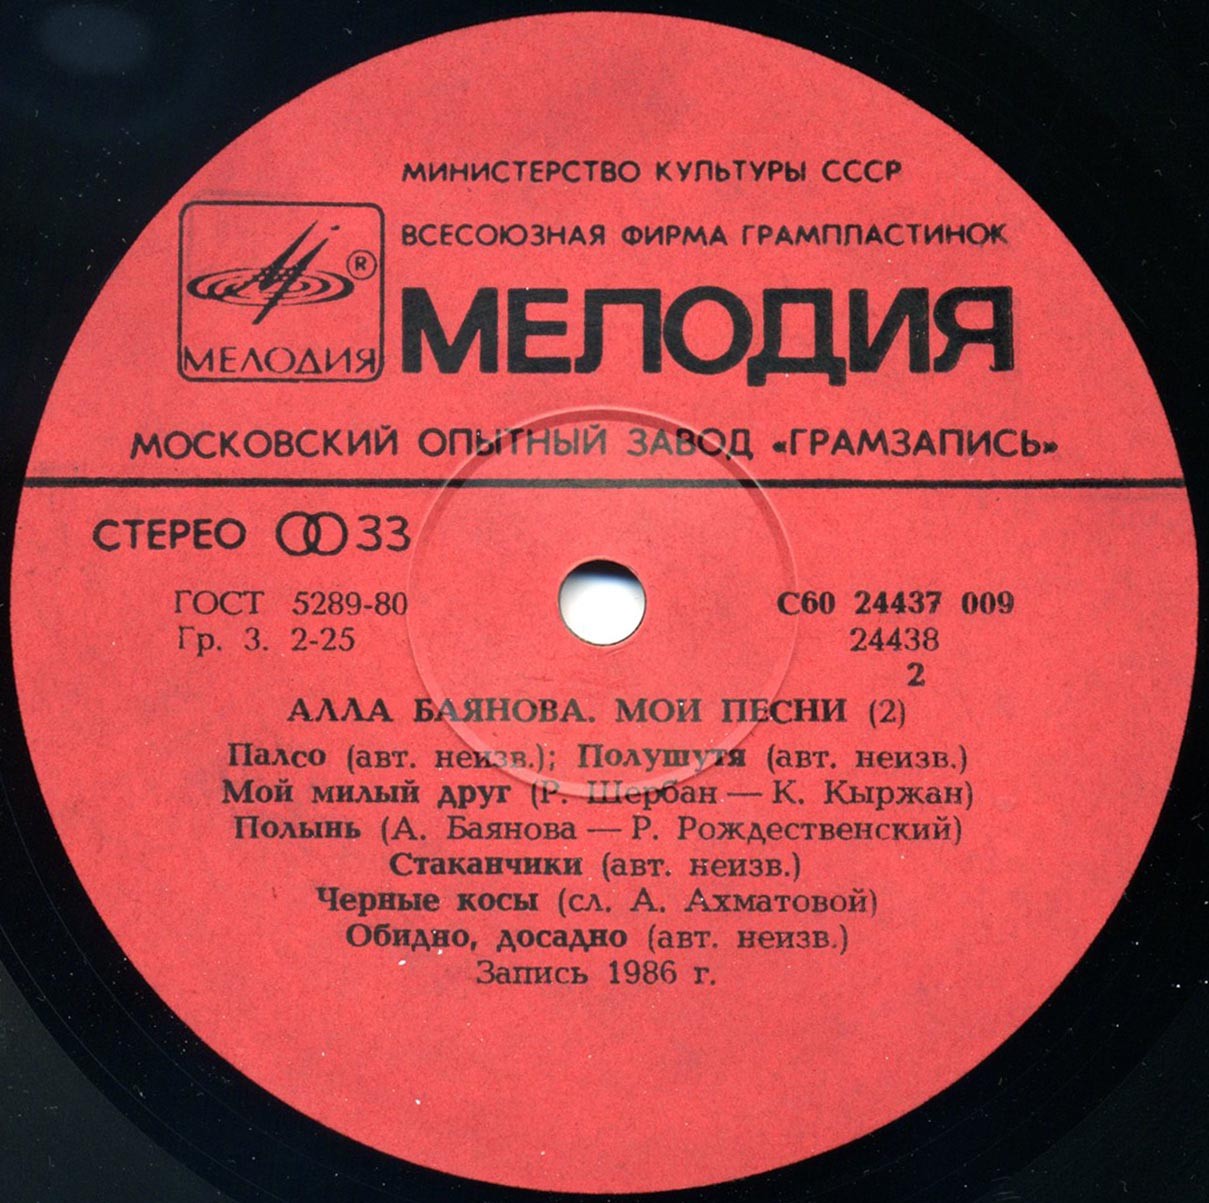 МИНИСТЕРСТВО КУЛЬТУРЫ СССР
ВСЕСОЮЗНАЯ ФИРМА ГРАМПЛАСТИНОК
®
МЕЛОДИЯ
МЕЛОДИЯ
МОСКОВСКИЙ ОПЫТНЫЙ ЗАВОД «ГРАМЗАПИСЬ»
СТЕРЕО 33
ГОСТ 5289-80
Гр. 3. 2-25
С60 24437 009
24438
2
АЛЛА БАЯНОВА. МОИ ПЕСНИ (2)
Палсо (авт. неизв.); Полушутя (авт. неизв.)
Мой милый друг (Р. Щербан — К. Кыржан)
Полынь (А. Баянова — Р. Рождественский)
Стаканчики (авт. неизв.)
Черные косы (сл. А. Ахматовой)
Обидно, досадно (авт. неизв.)
Запись 1986 г.